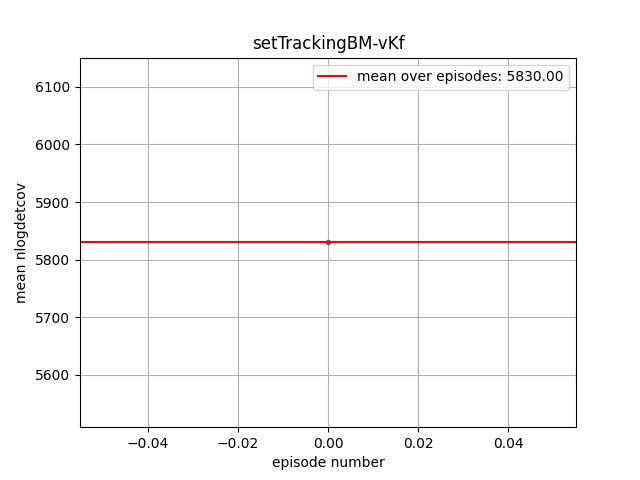 setTrackingBM-vKf
mean over episodes: 5830.00
mean nlogdetcov
6100
6000
5900
5800
5700
5600
−0.04
−0.02
0.00
0.02
0.04
episode number